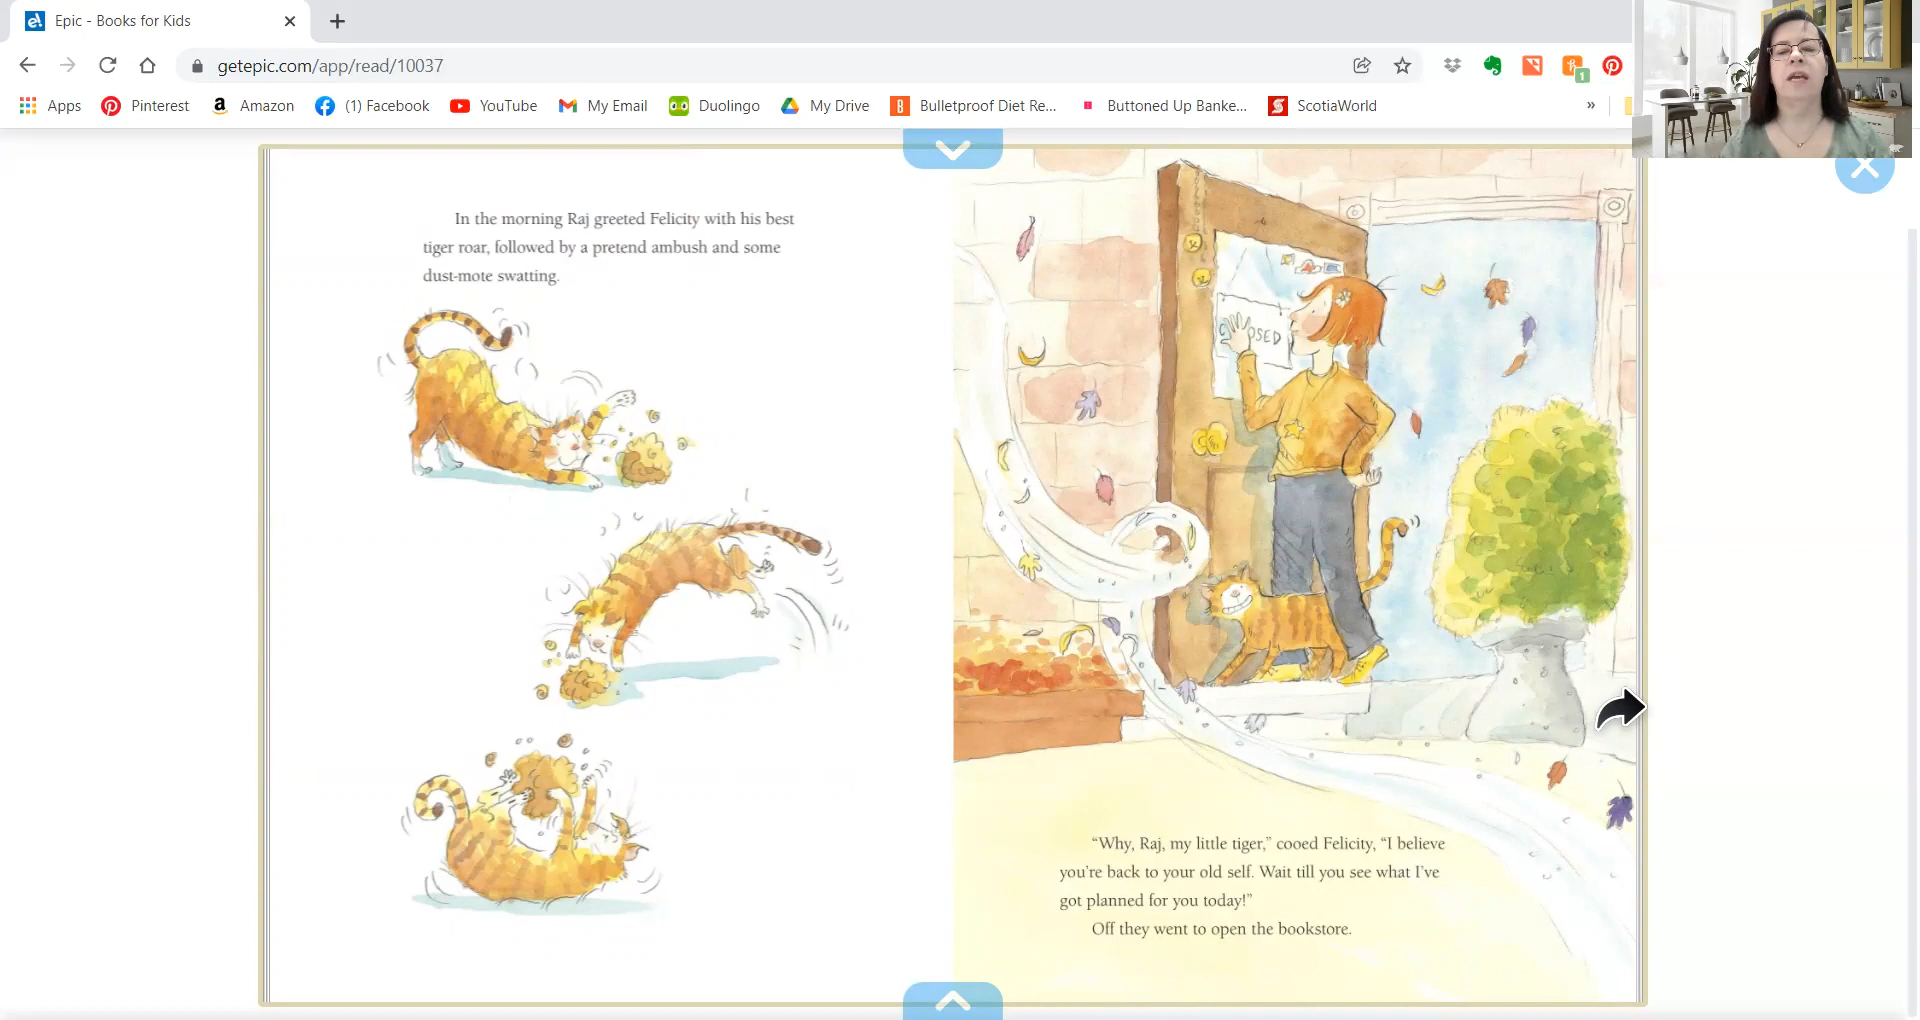 Epic - Books for Kids
getepic.com/app/read/10037
1
Apps Pinterest Amazon (1) Facebook YouTube My Email Duolingo My Drive Bulletproof Diet Re... Buttoned Up Banke... ScotiaWorld »
In the morning Raj greeted Felicity with his best
tiger roar, followed by a pretend ambush and some
dust-mote swatting.
C OSED
“Why, Raj, my little tiger,” cooed Felicity, “I believe
you’re back to your old self. Wait till you see what I’ve
got planned for you today!”
Off they went to open the bookstore.